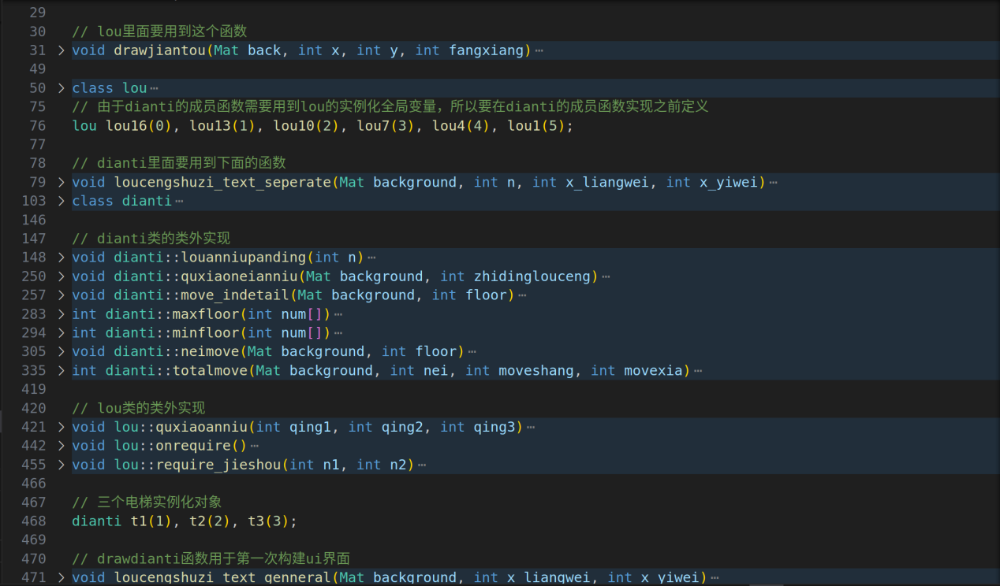 29
30 // lou里面要用到这个函数
31 > void drawjiantou(Mat back, int x, int y, int fangxiang) ⋯
49
50 > class lou ⋯
75 // 由于dianti的成员函数需要用到lou的实例化全局变量，所以要在dianti的成员函数实现之前定义
76 lou lou16(0), lou13(1), lou10(2), lou7(3), lou4(4), lou1(5);
77
78 // dianti里面要用到下面的函数
79 > void loucengshuzi_text_seperate(Mat background, int n, int x_liangwei, int x_yiwei) ⋯
103 > class dianti ⋯
146
147 // dianti类的类外实现
148 > void dianti::louanniupanding(int n) ⋯
250 > void dianti::quxiaoneianniu(Mat background, int zhidinglouceng) ⋯
257 > void dianti::move_indetail(Mat background, int floor) ⋯
283 > int dianti::maxfloor(int num[]) ⋯
294 > int dianti::minfloor(int num[]) ⋯
305 > void dianti::neimove(Mat background, int floor) ⋯
335 > int dianti::totalmove(Mat background, int nei, int moveshang, int movexia) ⋯
419
420 // lou类的类外实现
421 > void lou::quxiaoanniu(int qing1, int qing2, int qing3) ⋯
442 > void lou::onrequire() ⋯
455 > void lou::require_jieshou(int n1, int n2) ⋯
466
467 // 三个电梯实例化对象
468 dianti t1(1), t2(2), t3(3);
469
470 // drawdianti函数用于第一次构建ui界面
471 > void loucengshuzi_text_genneral(Mat background, int x_liangwei, int x_yiwei) ⋯